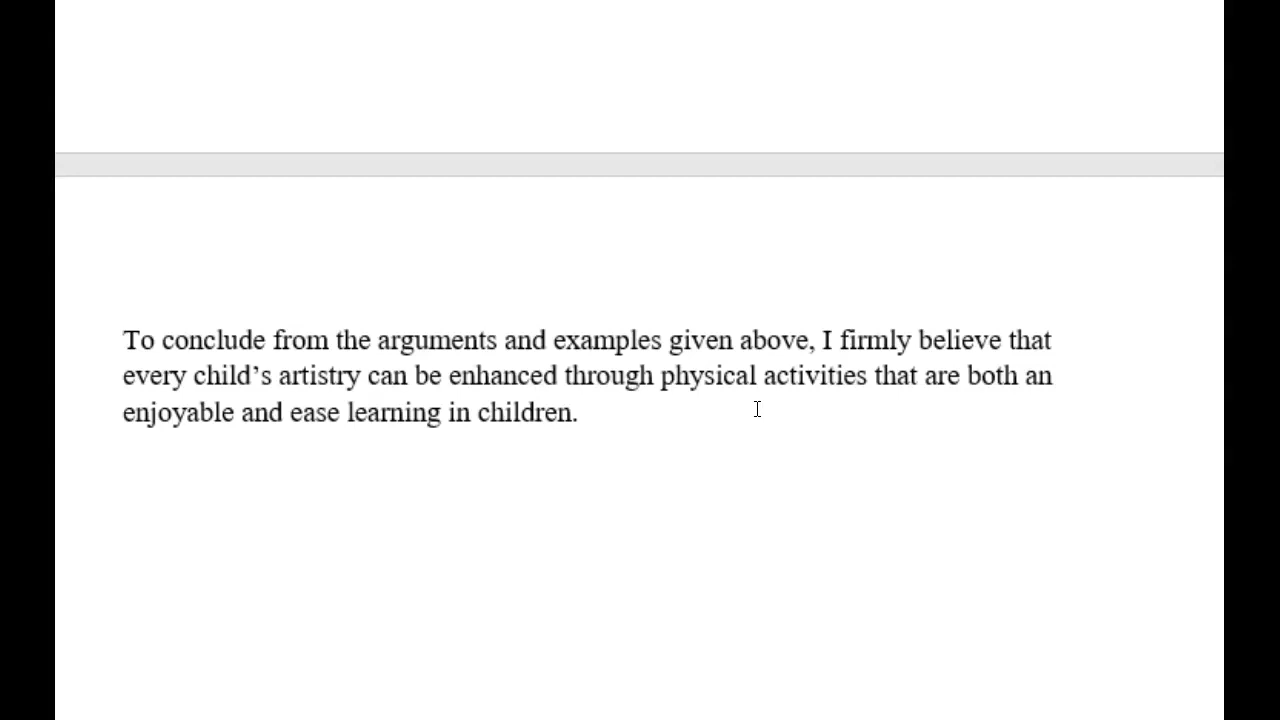 To conclude from the arguments and examples given above, I firmly believe that
every child’s artistry can be enhanced through physical activities that are both an
enjoyable and ease learning in children.